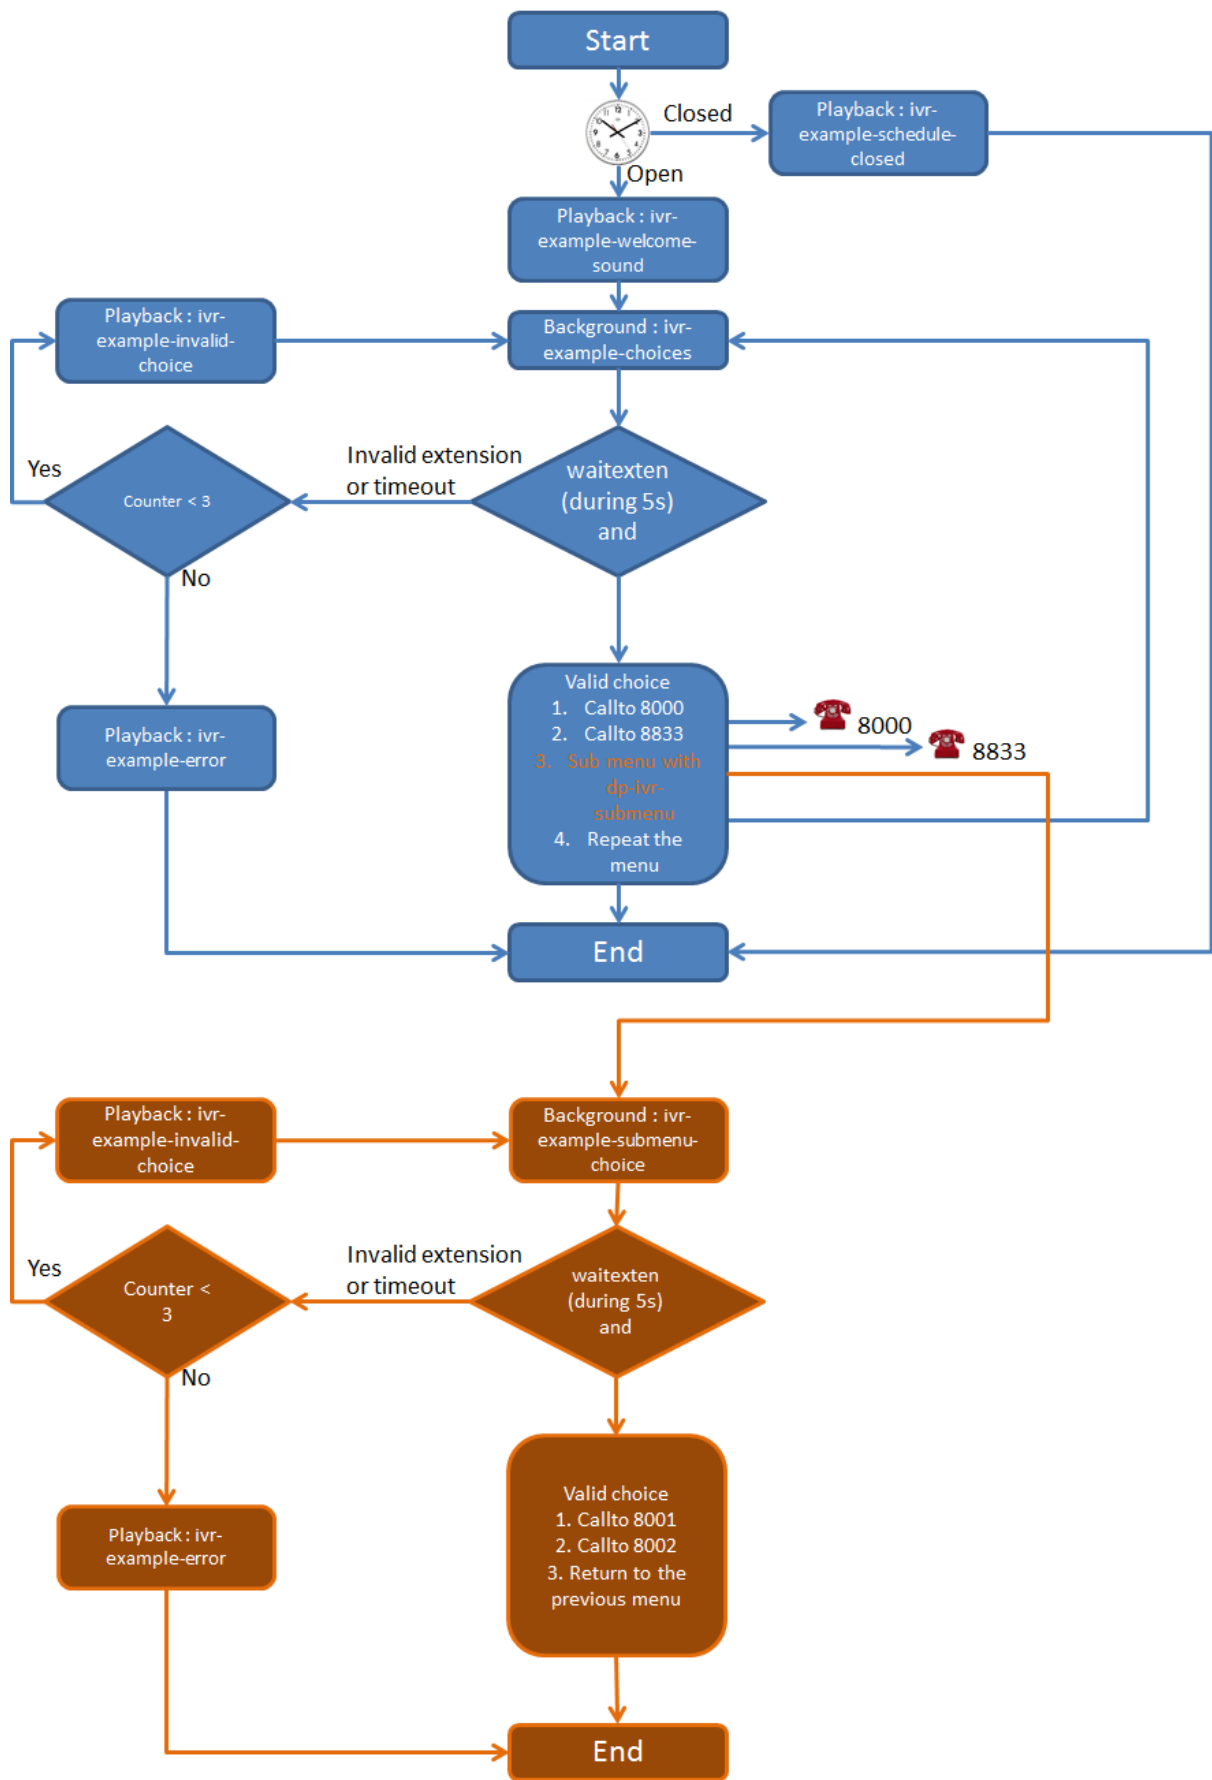 Start
Closed
Playback : ivr-
example-schedule-
closed
Open
Playback : ivr-
example-welcome-
sound
Playback : ivr-
example-invalid-
choice
Background : ivr-
example-choices
Yes
Counter < 3
Invalid extension
or timeout
waitexten
(during 5s)
and
No
Valid choice
1. Callto 8000
2. Callto 8833
3. Sub menu with
dp-ivr-
submenu
4. Repeat the
menu
8000
8833
Playback : ivr-
example-error
End
Playback : ivr-
example-invalid-
choice
Background : ivr-
example-submenu-
choice
Yes
Counter <
3
Invalid extension
or timeout
waitexten
(during 5s)
and
No
Playback : ivr-
example-error
Valid choice
1. Callto 8001
2. Callto 8002
3. Return to the
previous menu
End